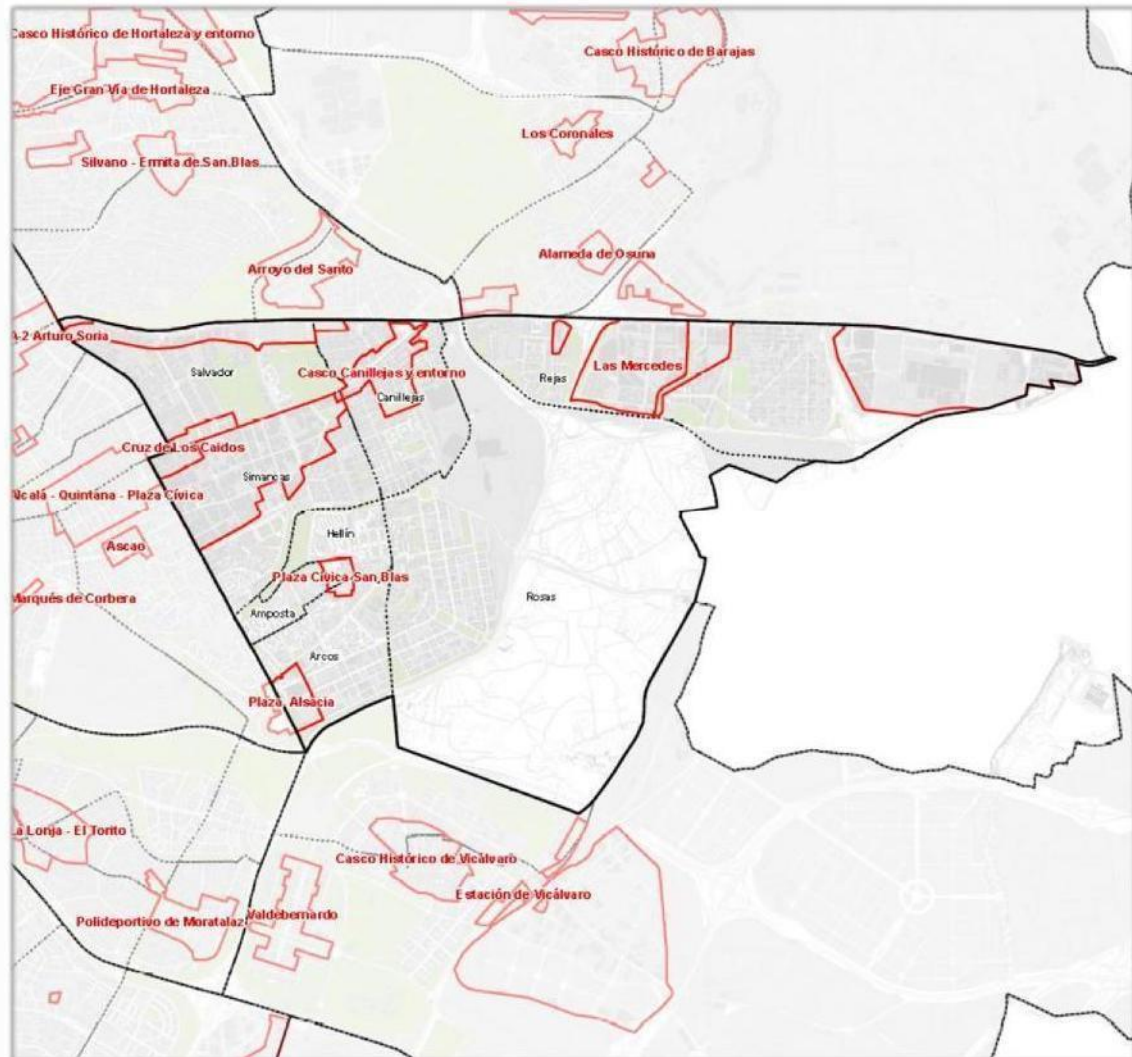 Casco Histórico de Hortaleza y entorno
Casco Histórico de Barajas
Eje Gran Vía de Hortaleza
Los Coronales
Silvano - Ermita de San Blas
Alameda de Osuna
Arroyo del Santo
A-2 Arturo Soria
Salvador
Casco Canillejas y entorno
Las Mercedes
Rejas
Canillejas
Cruz de Los Caídos
Simancas
Alcalá - Quintana - Plaza Cívica
Hellín
Ascao
Plaza Cívica San Blas
Marqués de Corbera
Rosas
Amposta
Arcos
Plaza Alsacia
La Lonja - El Torito
Casco Histórico de Vicálvaro
Estación de Vicálvaro
Polideportivo de Moratalaz
Valdebernardo